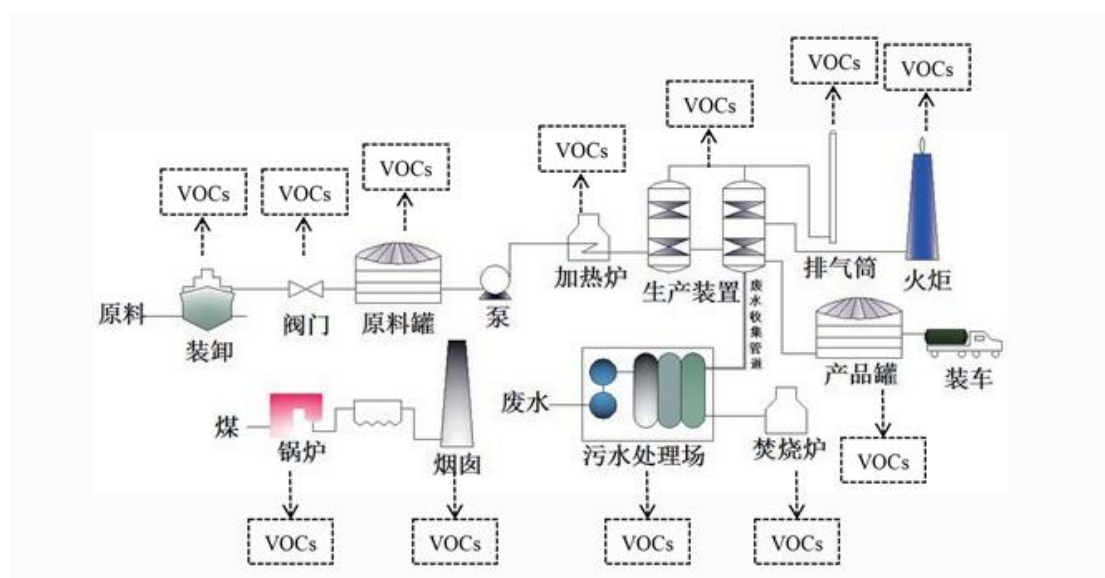 VOCs
VOCs
VOCs
VOCs
VOCs
VOCs
VOCs
VOCs
原料
装卸
阀门
原料罐
泵
加热炉
生产装置
排气筒
火炬
废水收集管道
产品罐
装车
煤
锅炉
烟囱
废水
污水处理场
焚烧炉
VOCs
VOCs
VOCs
VOCs
VOCs